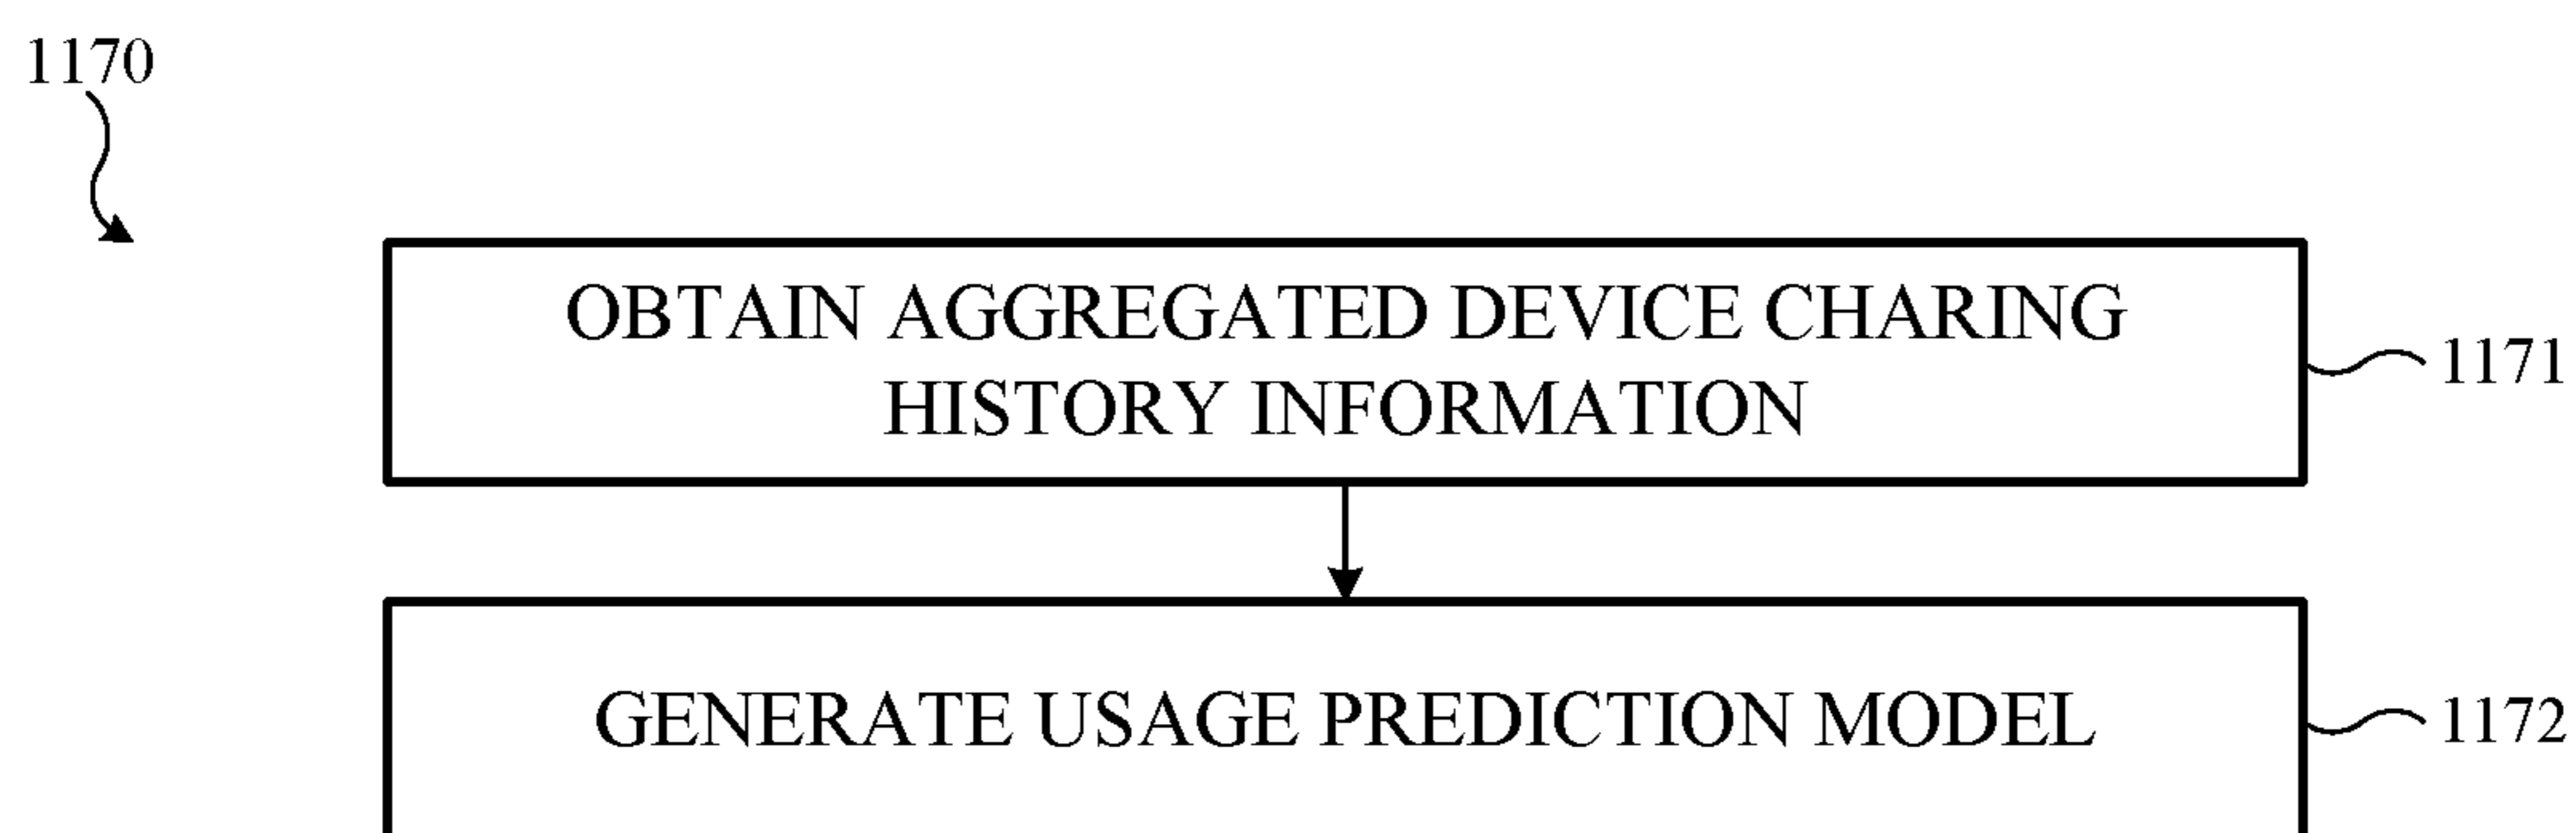 1170
OBTAIN AGGREGATED DEVICE CHARING
HISTORY INFORMATION
1171
GENERATE USAGE PREDICTION MODEL
1172